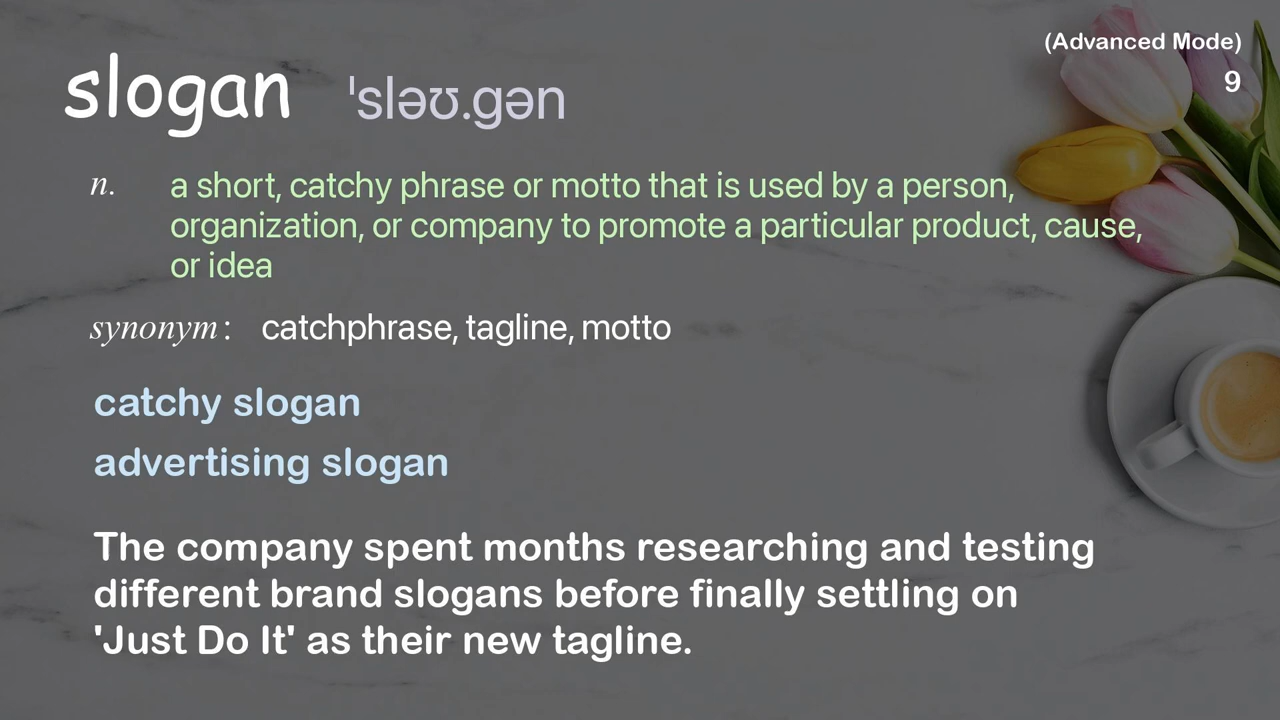 (Advanced Mode)
9
slogan ˈsləʊ.gən
n. a short, catchy phrase or motto that is used by a person,
organization, or company to promote a particular product, cause,
or idea
synonym: catchphrase, tagline, motto
catchy slogan
advertising slogan
The company spent months researching and testing
different brand slogans before finally settling on
'Just Do It' as their new tagline.